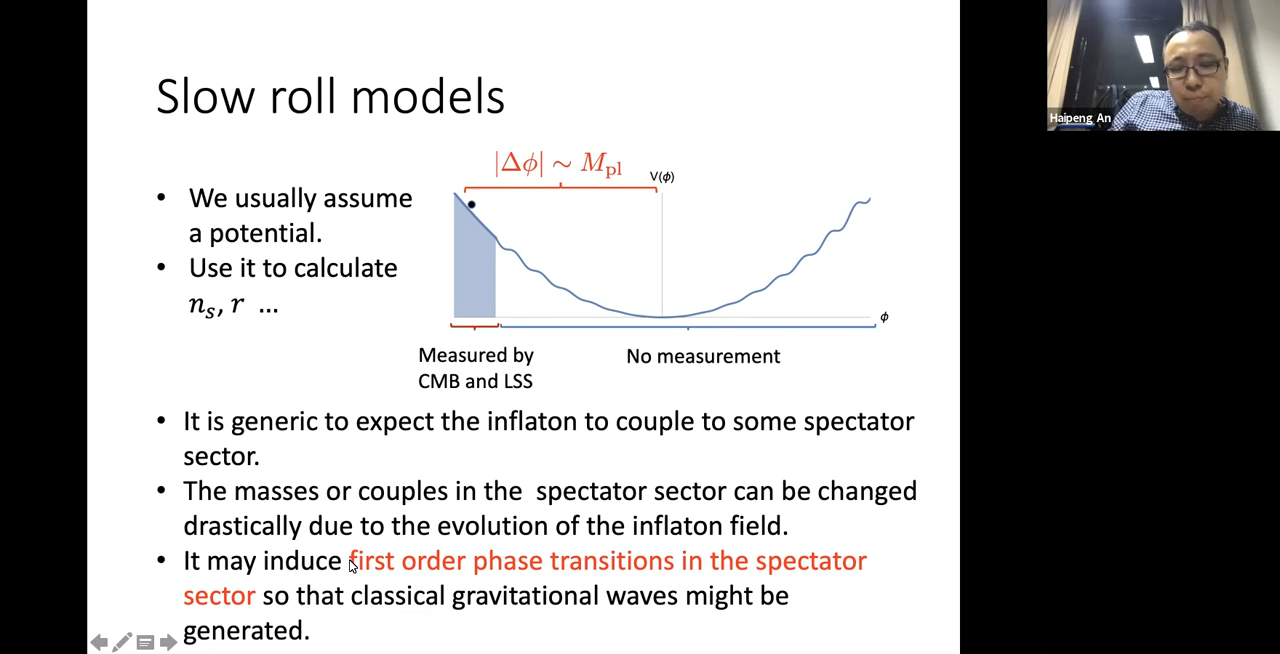 Slow roll models
|Δϕ| ∼ M_pl
V(ϕ)
• We usually assume
a potential.
• Use it to calculate
n_s, r ...
ϕ
Measured by
CMB and LSS
No measurement
• It is generic to expect the inflaton to couple to some spectator
sector.
• The masses or couples in the spectator sector can be changed
drastically due to the evolution of the inflaton field.
• It may induce first order phase transitions in the spectator
sector so that classical gravitational waves might be
generated.
Haipeng An